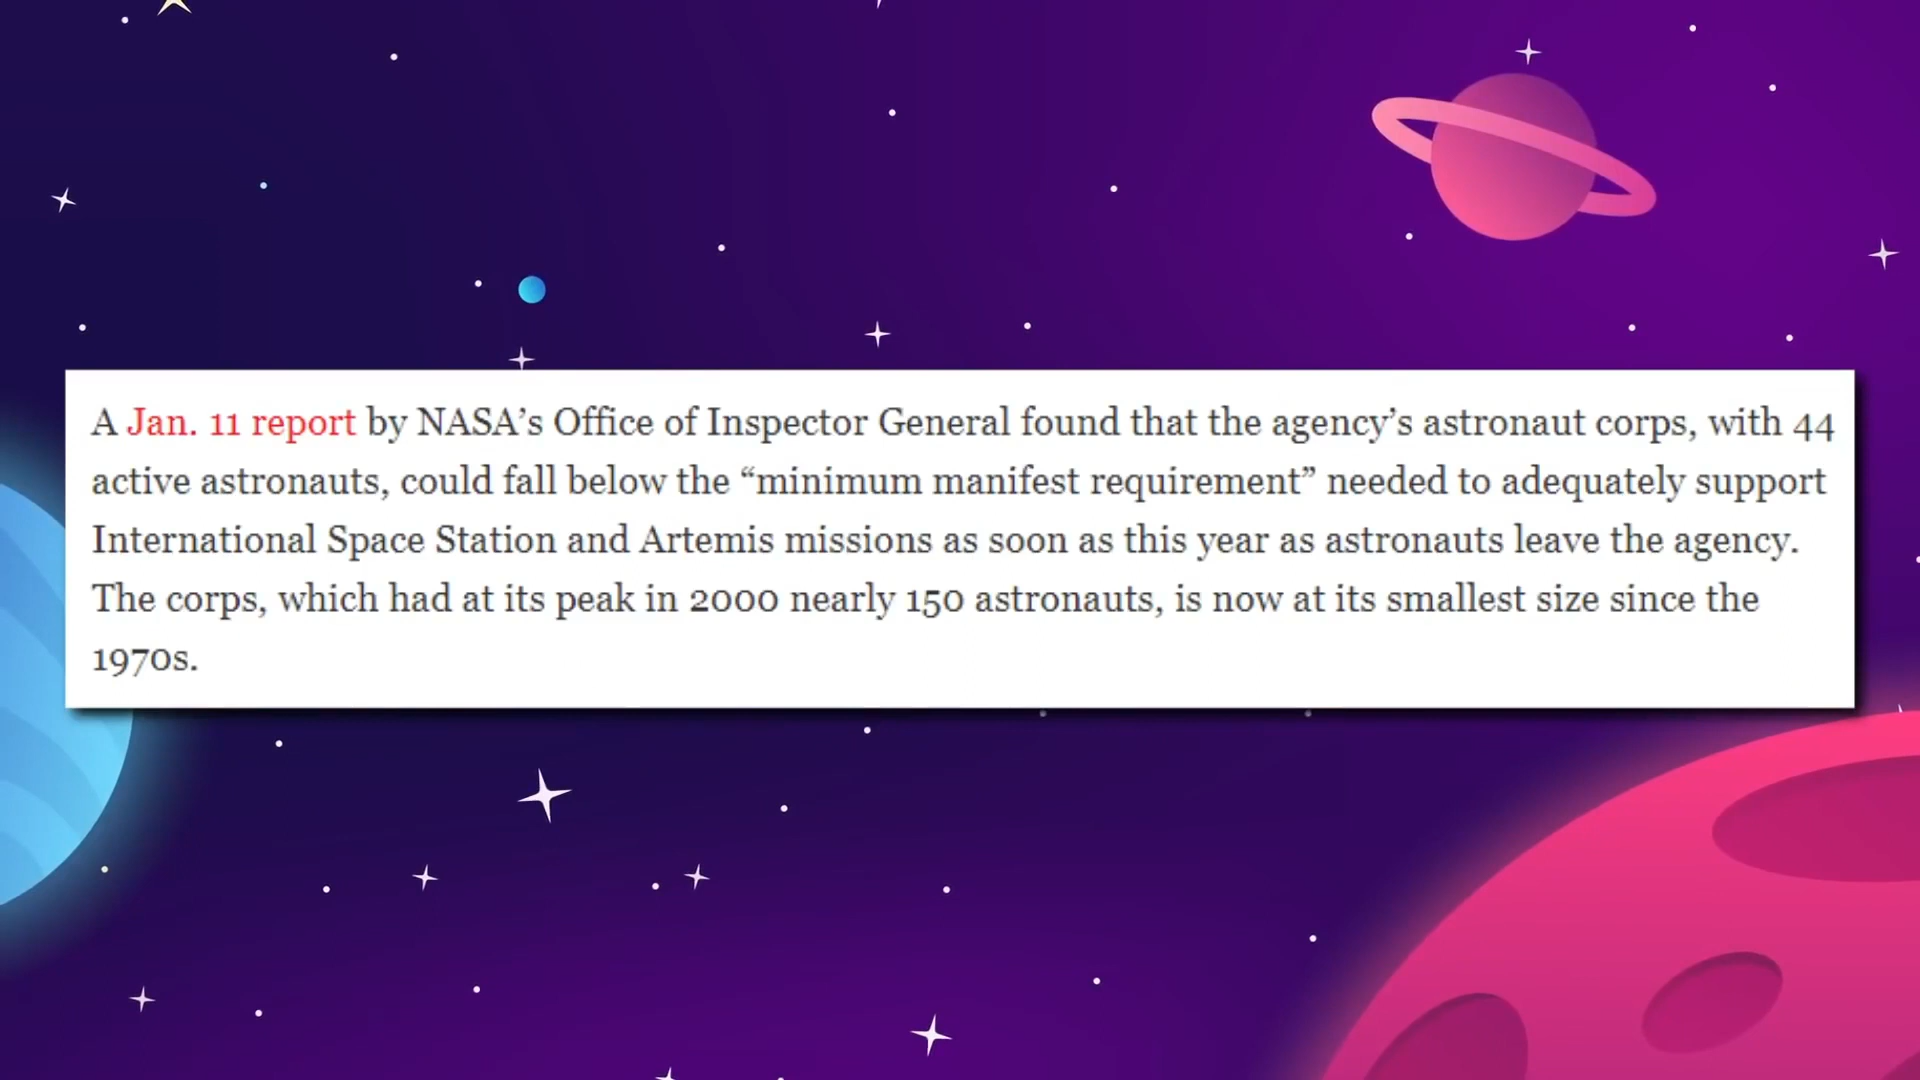 A Jan. 11 report by NASA’s Office of Inspector General found that the agency’s astronaut corps, with 44
active astronauts, could fall below the “minimum manifest requirement” needed to adequately support
International Space Station and Artemis missions as soon as this year as astronauts leave the agency.
The corps, which had at its peak in 2000 nearly 150 astronauts, is now at its smallest size since the
1970s.